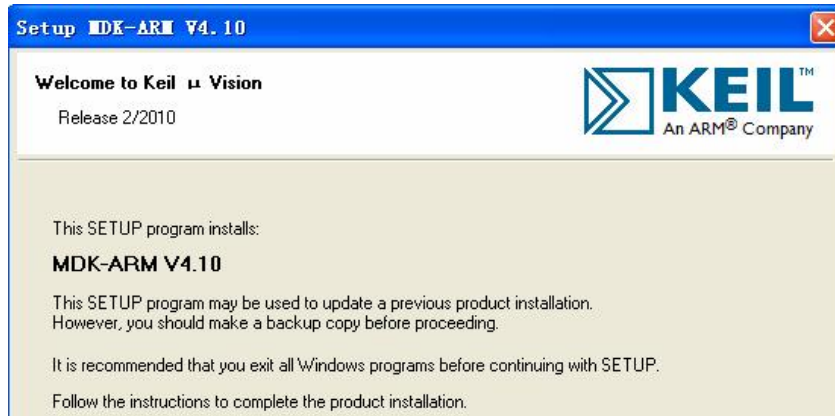 Setup MDK-ARM V4.10
Welcome to Keil μ Vision
Release 2/2010
KEIL™
An ARM® Company
This SETUP program installs:
MDK-ARM V4.10
This SETUP program may be used to update a previous product installation.
However, you should make a backup copy before proceeding.
It is recommended that you exit all Windows programs before continuing with SETUP.
Follow the instructions to complete the product installation.